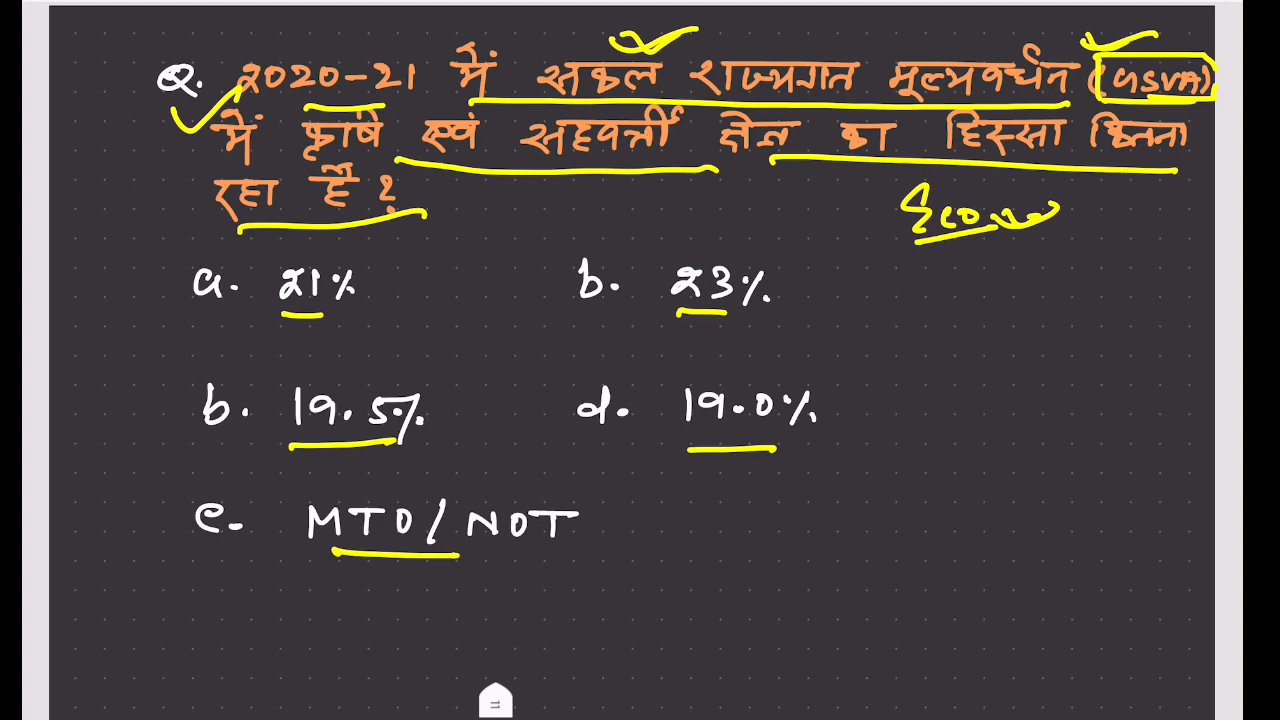 Q. 2020-21 में सकल राज्यगत मूल्यवर्धन (GSVA)
में कृषि एवं सहवर्ती क्षेत्र का हिस्सा कितना
रहा है?
a. 21% b. 23%
b. 19.5% d. 19.0%
e. MTO/NOT
11